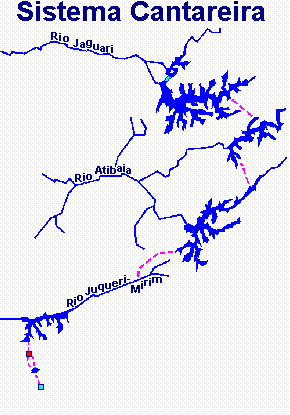 Sistema Cantareira
Rio Jaguari
Rio Atibaia
Rio Juqueri-
Mirim